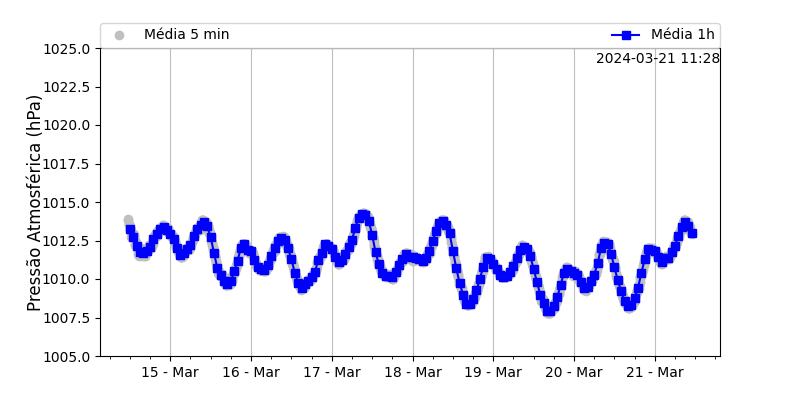 Média 5 min
Média 1h
2024-03-21 11:28
Pressão Atmosférica (hPa)
1025.0
1022.5
1020.0
1017.5
1015.0
1012.5
1010.0
1007.5
1005.0
15 - Mar
16 - Mar
17 - Mar
18 - Mar
19 - Mar
20 - Mar
21 - Mar